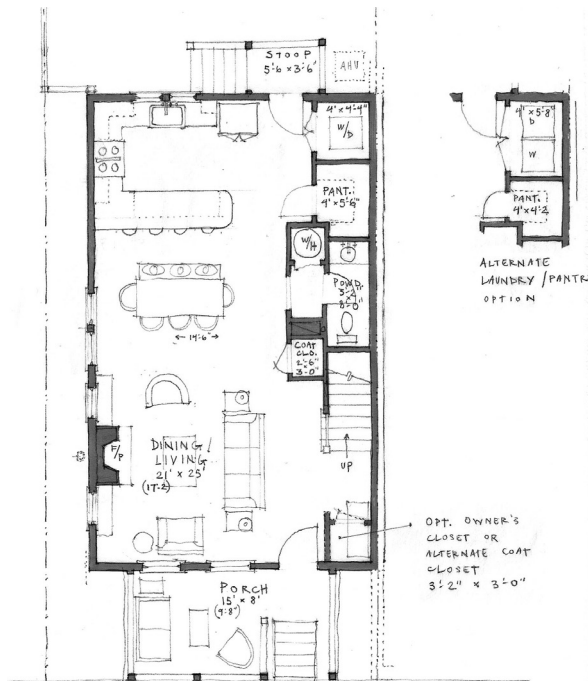 STOOP
5'-6 x 3'-6"
AHU
4' x 4'-4"
W/D
PANT.
4' x 5'-6"
W/H
POWD.
COAT
CLO.
2'-6"
x
3'-0"
14'-6"
F/P
DINING/
LIVING
21' x 25'
(17-2)
UP
PORCH
15' x 8'
(9'-8")
4' x 5'-8"
D
W
PANT.
4' x 4'-2
ALTERNATE
LAUNDRY/PANTR
OPTION
OPT. OWNER'S
CLOSET OR
ALTERNATE COAT
CLOSET
3'-2" x 3'-0"